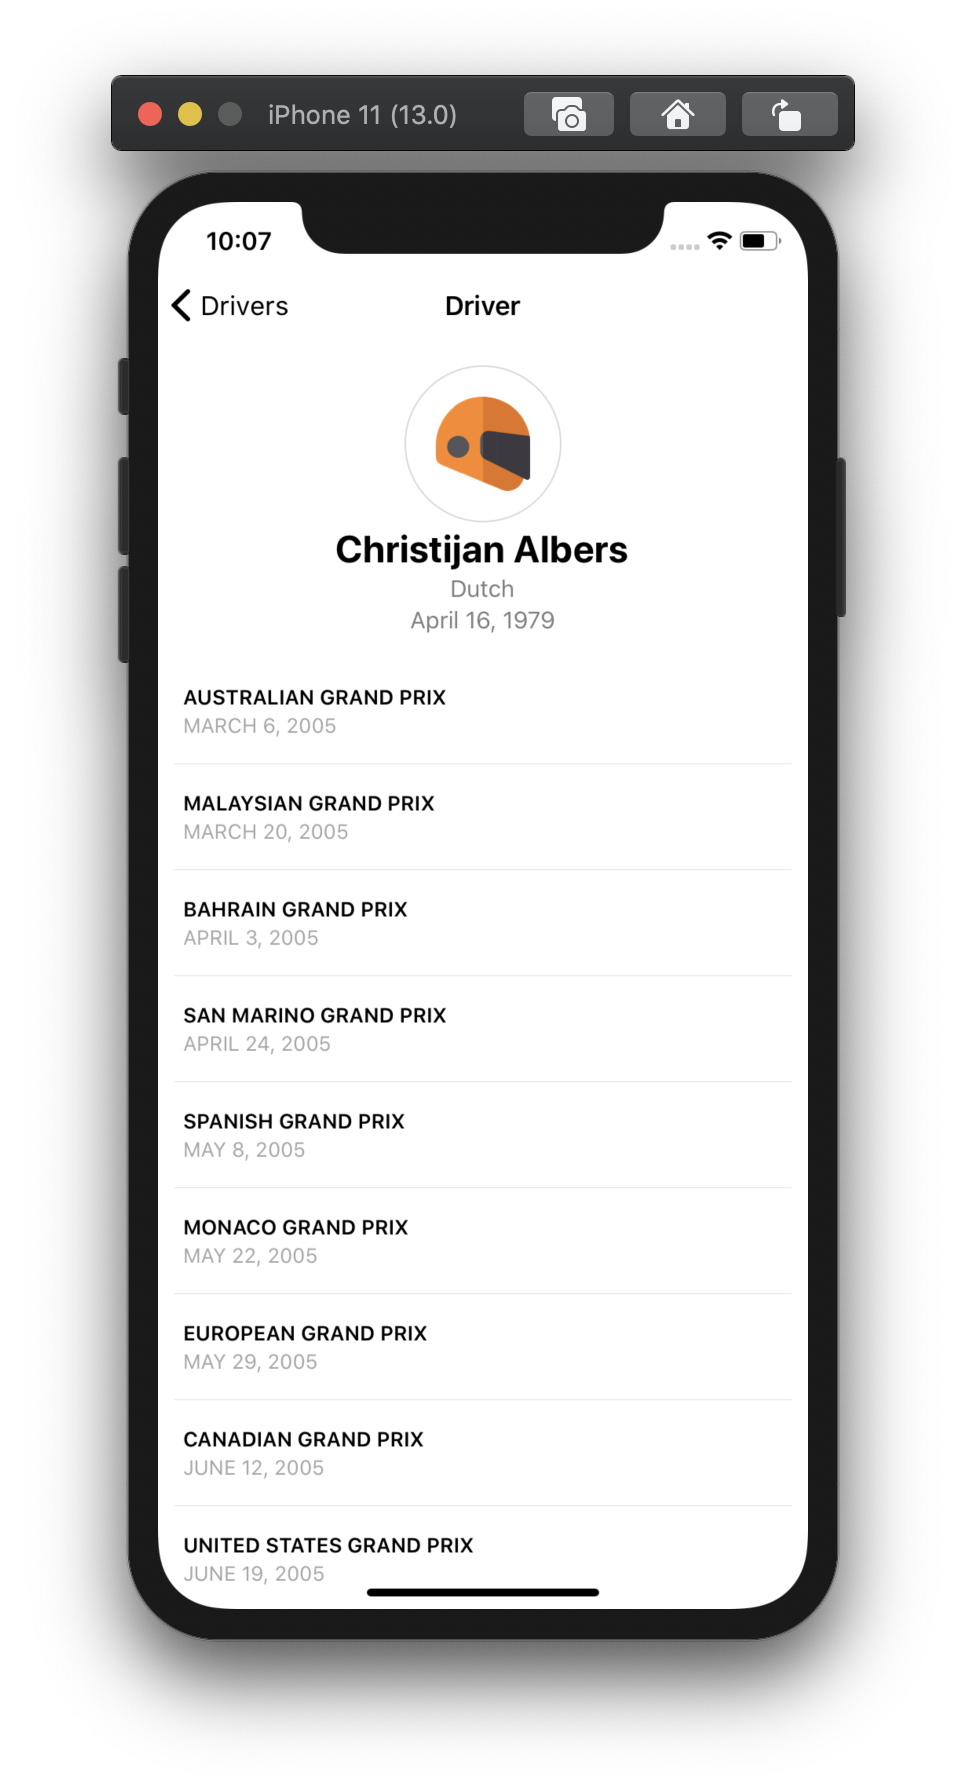 iPhone 11 (13.0)
10:07
Drivers
Driver
Christijan Albers
Dutch
April 16, 1979
AUSTRALIAN GRAND PRIX
MARCH 6, 2005
MALAYSIAN GRAND PRIX
MARCH 20, 2005
BAHRAIN GRAND PRIX
APRIL 3, 2005
SAN MARINO GRAND PRIX
APRIL 24, 2005
SPANISH GRAND PRIX
MAY 8, 2005
MONACO GRAND PRIX
MAY 22, 2005
EUROPEAN GRAND PRIX
MAY 29, 2005
CANADIAN GRAND PRIX
JUNE 12, 2005
UNITED STATES GRAND PRIX
JUNE 19, 2005